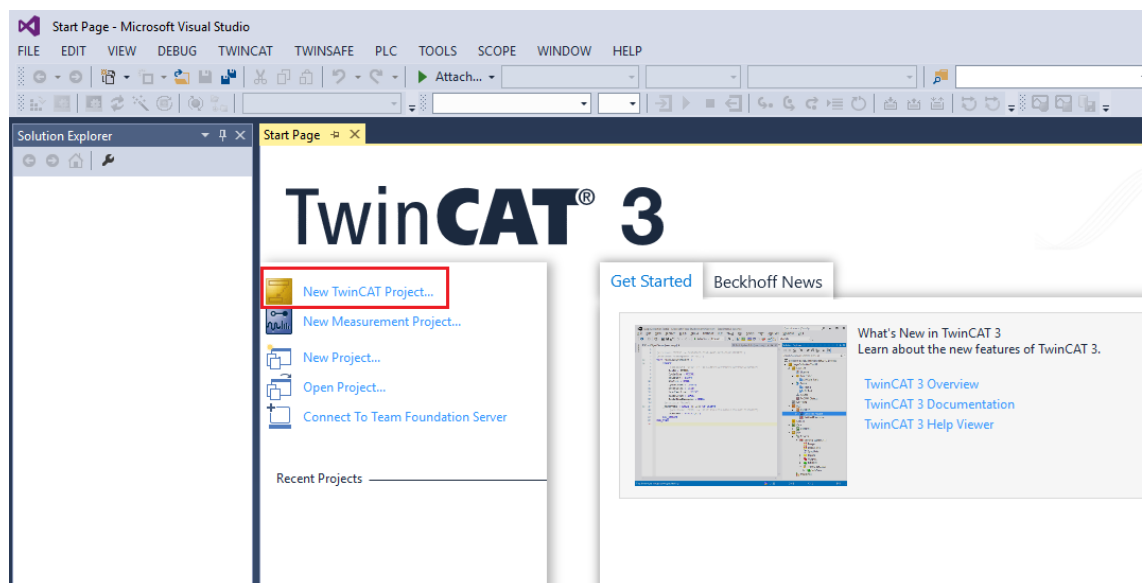 Start Page - Microsoft Visual Studio
FILE EDIT VIEW DEBUG TWINCAT TWINSAFE PLC TOOLS SCOPE WINDOW HELP
Attach...
Solution Explorer
Start Page
TwinCAT® 3
New TwinCAT Project...
New Measurement Project...
New Project...
Open Project...
Connect To Team Foundation Server
Recent Projects
Get Started Beckhoff News
What's New in TwinCAT 3
Learn about the new features of TwinCAT 3.
TwinCAT 3 Overview
TwinCAT 3 Documentation
TwinCAT 3 Help Viewer